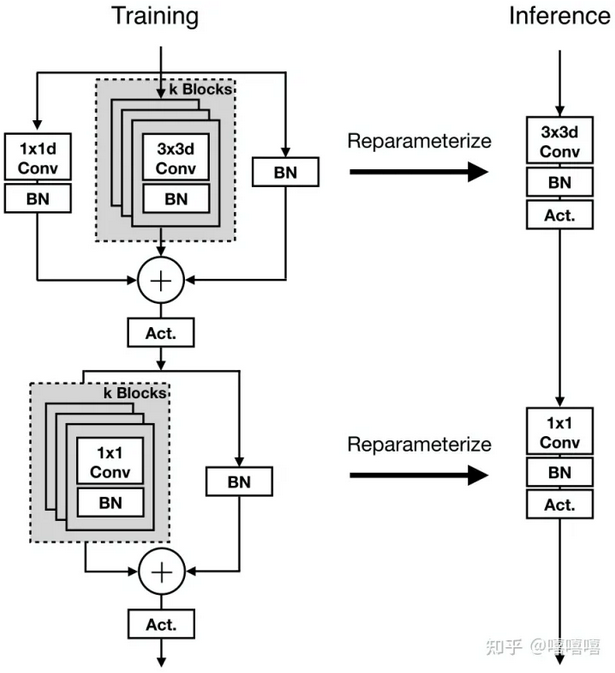 Training
Inference
k Blocks
1x1d
Conv
BN
3x3d
Conv
BN
BN
Reparameterize
3x3d
Conv
BN
Act.
+
Act.
k Blocks
1x1
Conv
BN
BN
Reparameterize
1x1
Conv
BN
Act.
+
Act.
知乎 @嘻嘻嘻